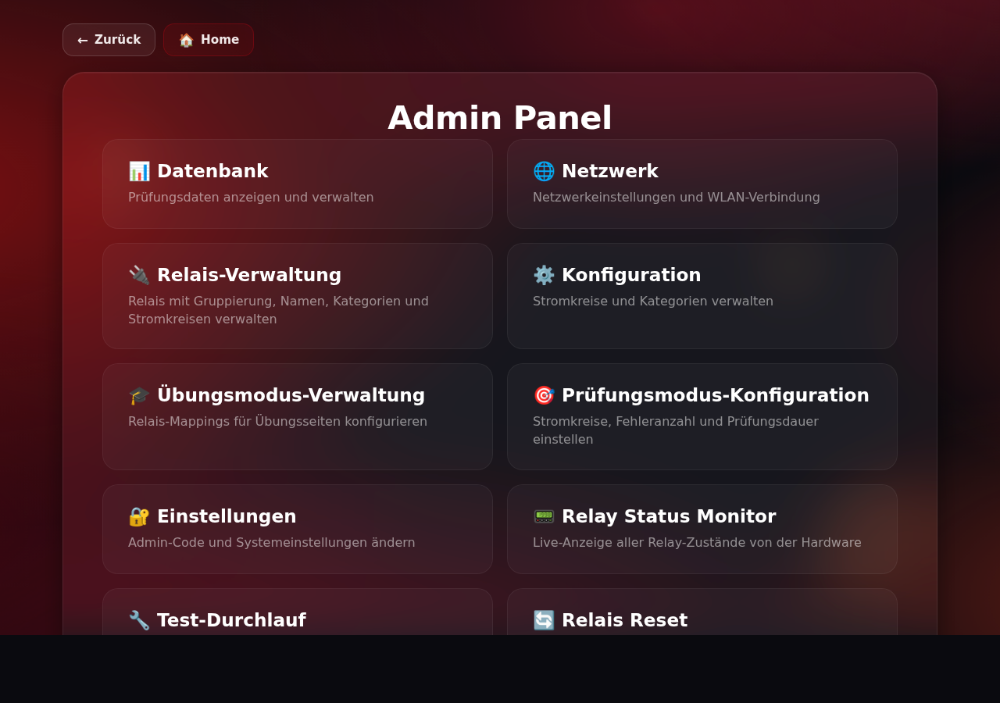 ← Zurück
🏠 Home
Admin Panel
📊 Datenbank
Prüfungsdaten anzeigen und verwalten
🌐 Netzwerk
Netzwerkeinstellungen und WLAN-Verbindung
🔌 Relais-Verwaltung
Relais mit Gruppierung, Namen, Kategorien und
Stromkreisen verwalten
⚙️ Konfiguration
Stromkreise und Kategorien verwalten
🎓 Übungsmodus-Verwaltung
Relais-Mappings für Übungsseiten konfigurieren
🎯 Prüfungsmodus-Konfiguration
Stromkreise, Fehleranzahl und Prüfungsdauer
einstellen
🔐 Einstellungen
Admin-Code und Systemeinstellungen ändern
📟 Relay Status Monitor
Live-Anzeige aller Relay-Zustände von der Hardware
🔧 Test-Durchlauf
🔄 Relais Reset